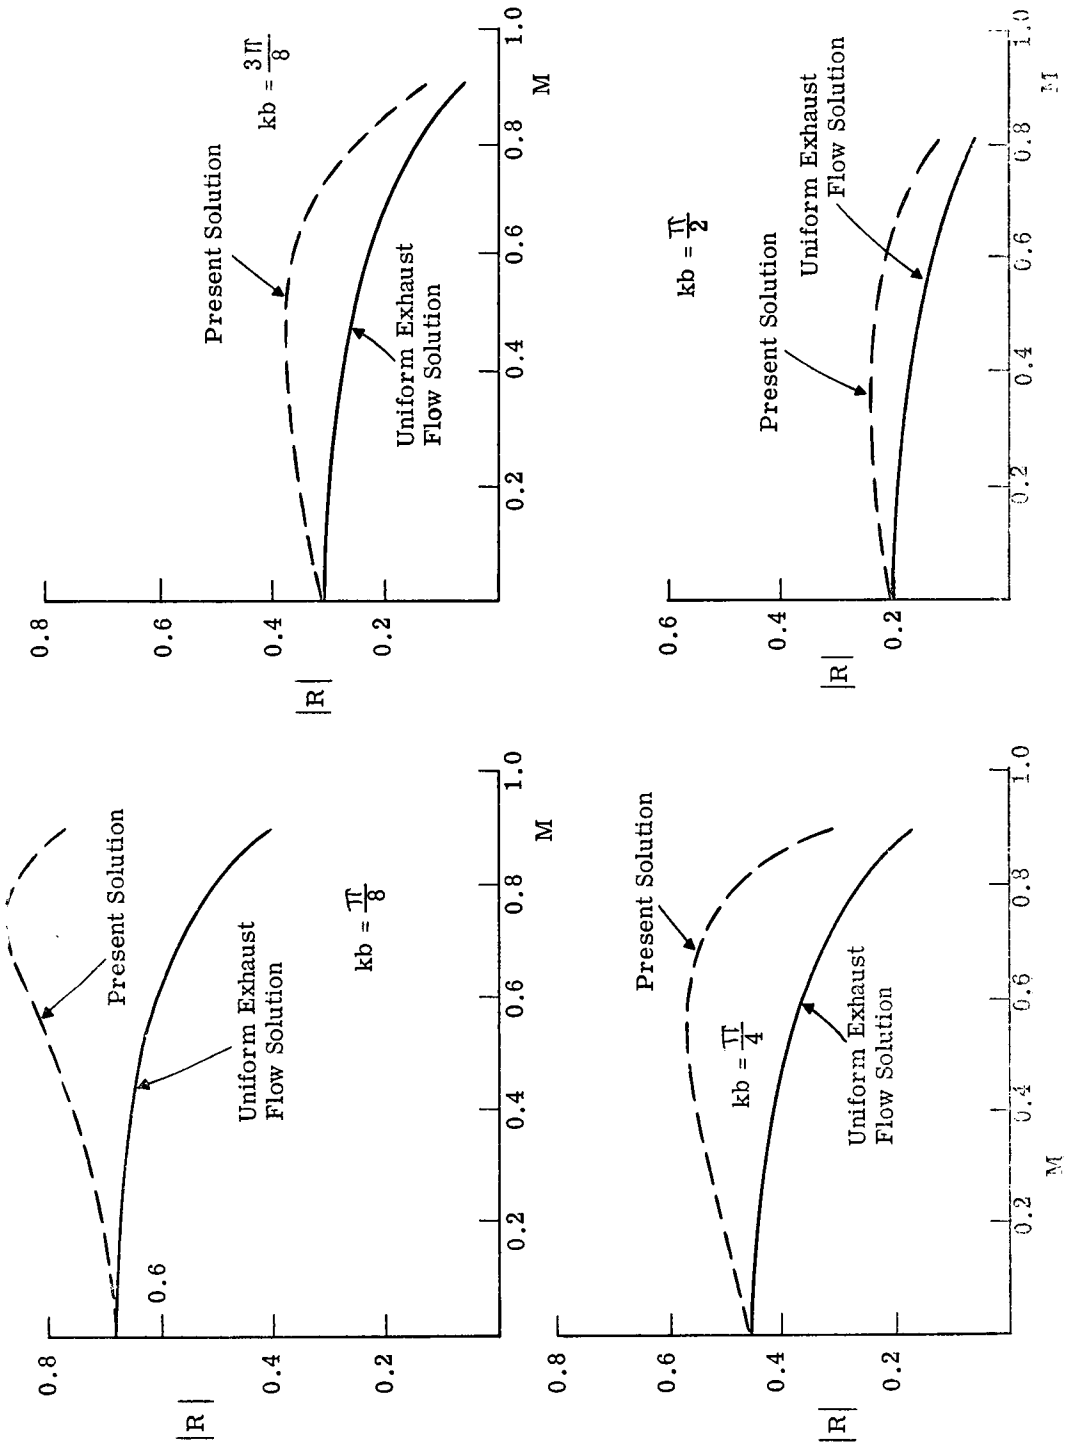 0.8
0.6
0.4
0.2
|R|
Present Solution
Uniform Exhaust
Flow Solution
kb = π/8
0.2
0.4
0.6
0.8
1.0
M
0.8
0.4
0.2
|R|
Present Solution
Uniform Exhaust
Flow Solution
kb = 3π/8
0.2
0.4
0.6
0.8
1.0
M
0.8
0.6
0.4
0.2
|R|
Present Solution
kb = π/4
Uniform Exhaust
Flow Solution
0.2
0.4
0.6
0.8
1.0
M
0.6
0.4
0.2
|R|
kb = π/2
Present Solution
Uniform Exhaust
Flow Solution
0.2
0.4
0.6
0.8
1.0
M